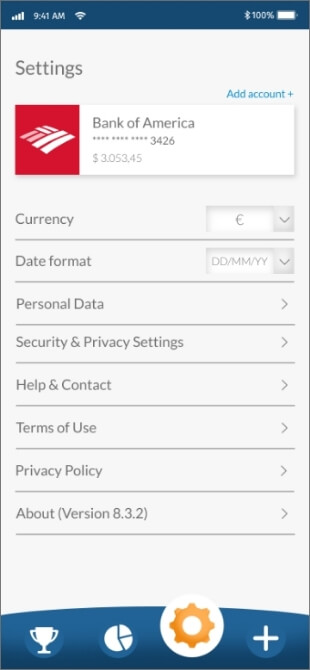 9:41 AM
100%
Settings
Add account +
Bank of America
**** **** **** 3426
$ 3.053,45
Currency
€
Date format
DD/MM/YY
Personal Data
Security & Privacy Settings
Help & Contact
Terms of Use
Privacy Policy
About (Version 8.3.2)